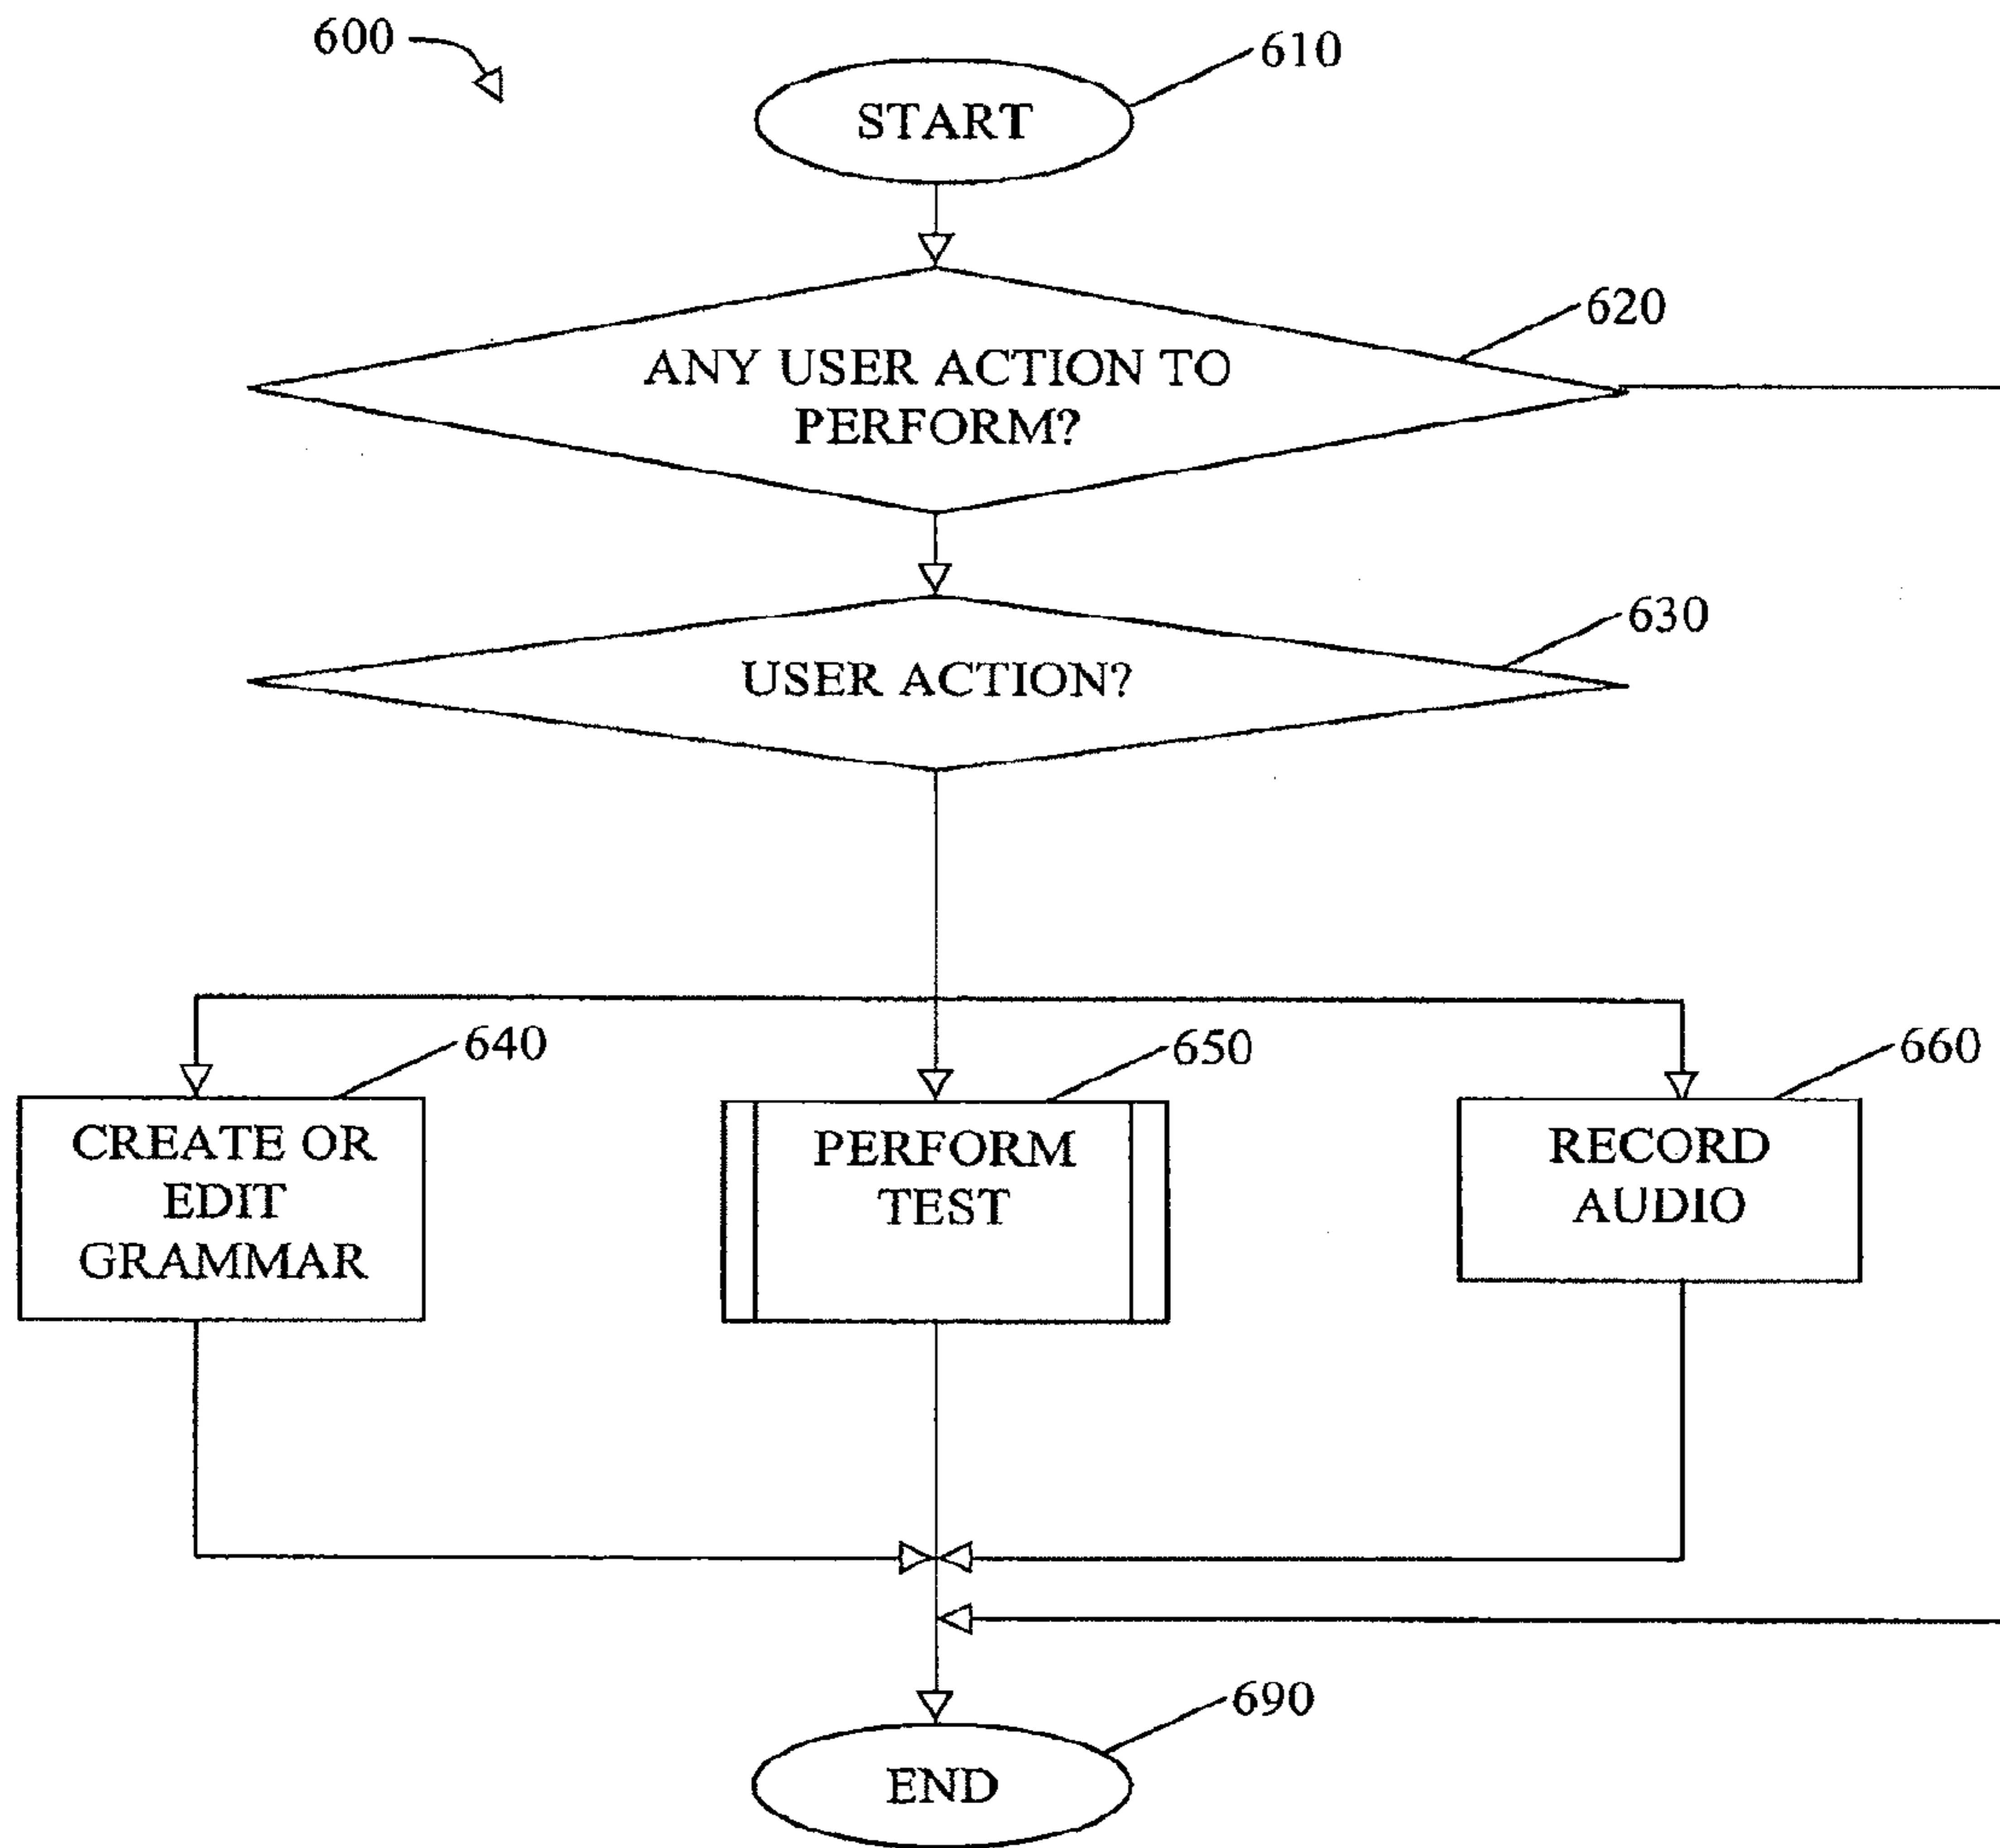 600
610
START
620
ANY USER ACTION TO
PERFORM?
630
USER ACTION?
640
650
660
CREATE OR
EDIT
GRAMMAR
PERFORM
TEST
RECORD
AUDIO
690
END